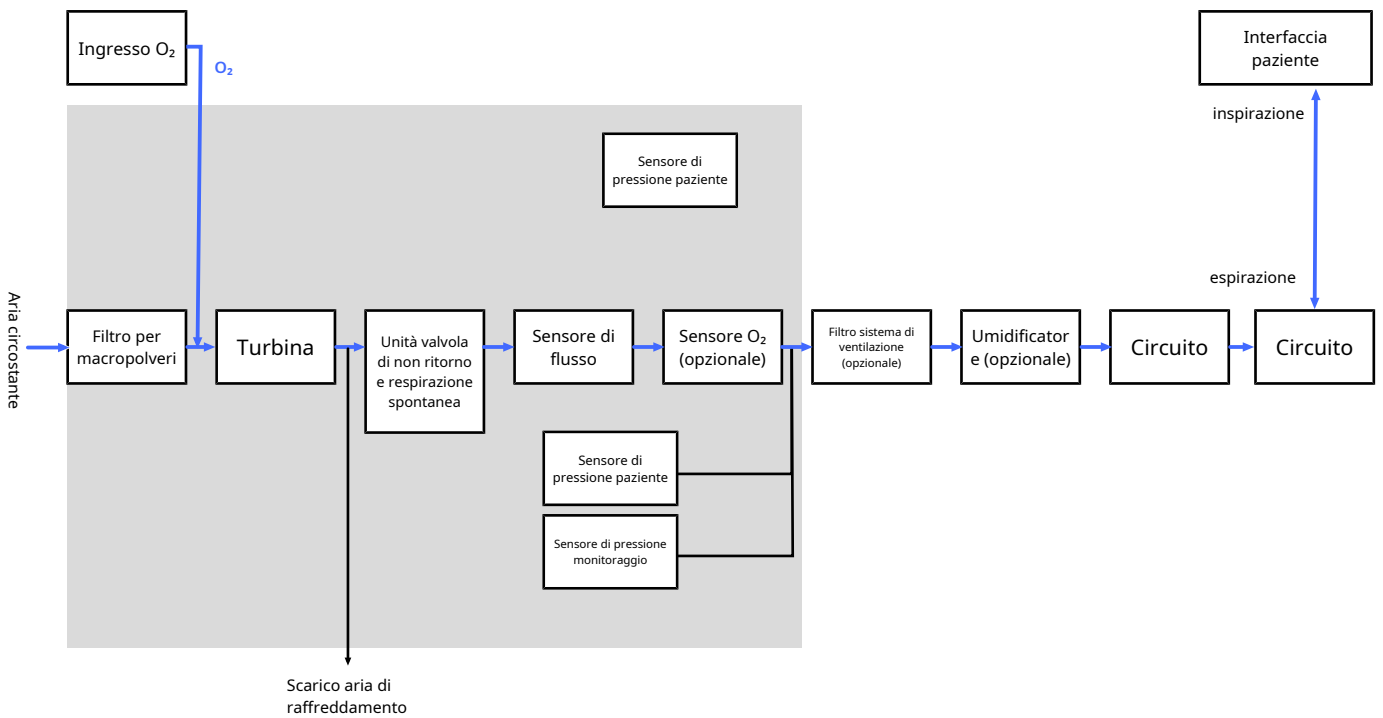 Ingresso O₂
O₂
Interfaccia
paziente
inspirazione
Sensore di
pressione paziente
espirazione
Aria circostante
Filtro per
macropolveri
Turbina
Unità valvola
di non ritorno
e respirazione
spontanea
Sensore di
flusso
Sensore O₂
(opzionale)
Filtro sistema di
ventilazione
(opzionale)
Umidificator
e (opzionale)
Circuito
Circuito
Sensore di
pressione paziente
Sensore di pressione
monitoraggio
Scarico aria di
raffreddamento